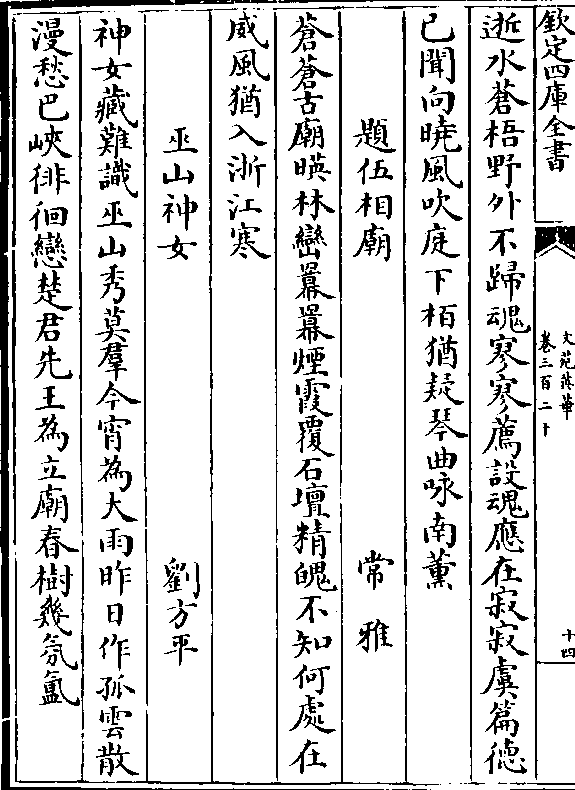 欽定四庫全書
文苑英華
卷三百二十
十四
逝水蒼梧野外不歸魂寥寥薦設魂應在寂寂虞篇德
已聞向曉風吹庭下栢猶疑琴曲咏南薫
題伍相廟 常雅
蒼蒼古廟暎林巒羃羃煙霞覆石壇精魄不知何處在
威風猶入浙江寒
巫山神女 劉方平
神女藏難識巫山秀莫羣今宵為大雨昨日作孤雲散
漫愁巴峽徘徊戀楚君先王為立廟春樹幾氛氳